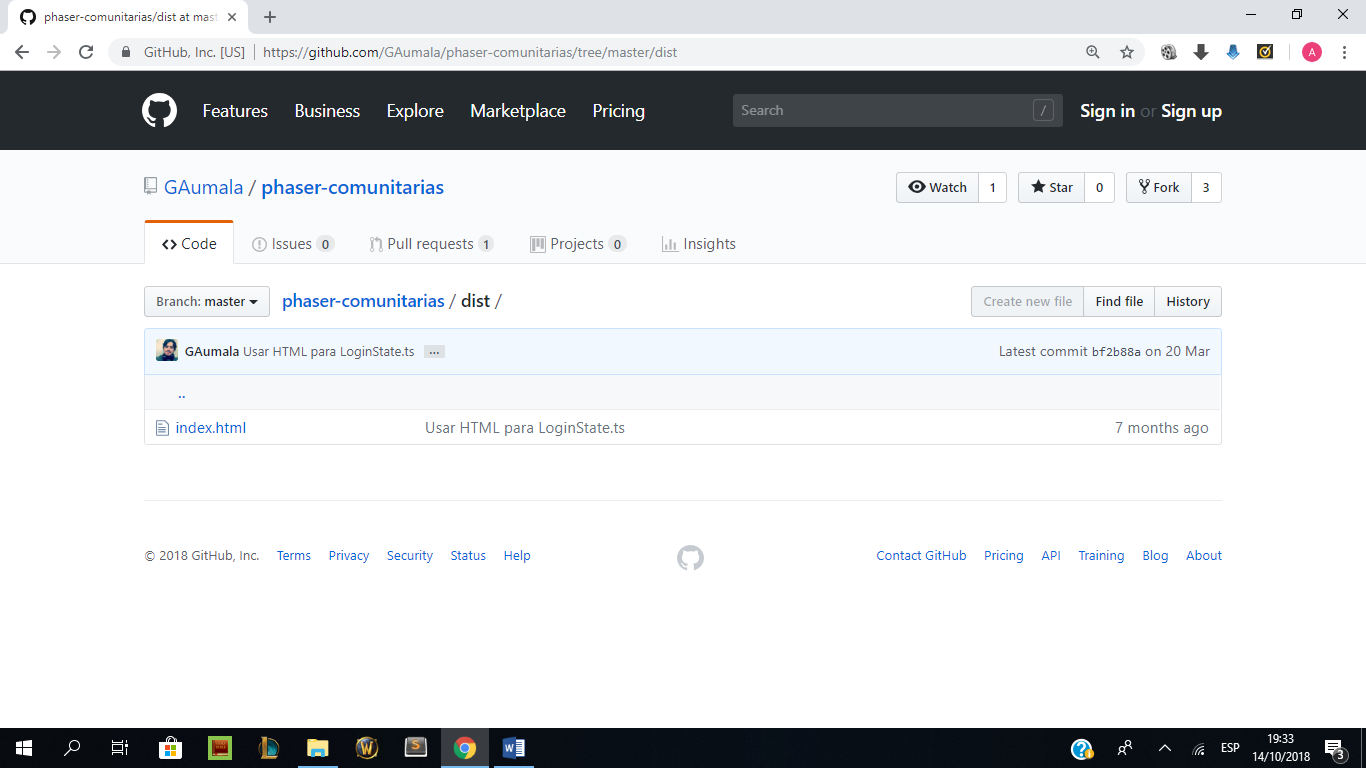 phaser-comunitarias/dist at mast
GitHub, Inc. [US] https://github.com/GAumala/phaser-comunitarias/tree/master/dist A
Features Business Explore Marketplace Pricing Search / Sign in or Sign up
GAumala / phaser-comunitarias Watch 1 Star 0 Fork 3
Code Issues 0 Pull requests 1 Projects 0 Insights
Branch: master phaser-comunitarias / dist / Create new file Find file History
GAumala Usar HTML para LoginState.ts ... Latest commit bf2b88a on 20 Mar
..
index.html Usar HTML para LoginState.ts 7 months ago
© 2018 GitHub, Inc. Terms Privacy Security Status Help Contact GitHub Pricing API Training Blog About
ESP 19:33
14/10/2018 3